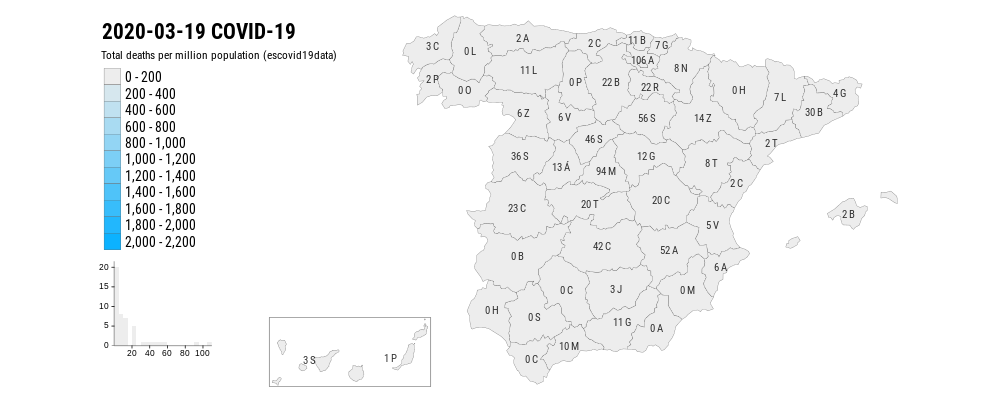 2020-03-19 COVID-19
Total deaths per million population (escovid19data)
0 - 200
200 - 400
400 - 600
600 - 800
800 - 1,000
1,000 - 1,200
1,200 - 1,400
1,400 - 1,600
1,600 - 1,800
1,800 - 2,000
2,000 - 2,200
20
15
10
5
0
20 40 60 80 100
3 C
0 L
2 A
2 C
11 B
7 G
106 A
8 N
2 P
0 O
11 L
0 P
22 B
22 R
0 H
7 L
4 G
30 B
6 Z
6 V
56 S
14 Z
46 S
2 T
36 S
13 Á
94 M
12 G
8 T
2 C
23 C
20 T
20 C
2 B
5 V
0 B
42 C
52 A
6 A
0 H
0 S
0 C
3 J
0 M
11 G
0 A
10 M
0 C
3 S
1 P